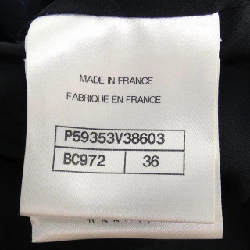 MADE IN FRANCE
FABRIQUE EN FRANCE
P59353V38603
BC972 36